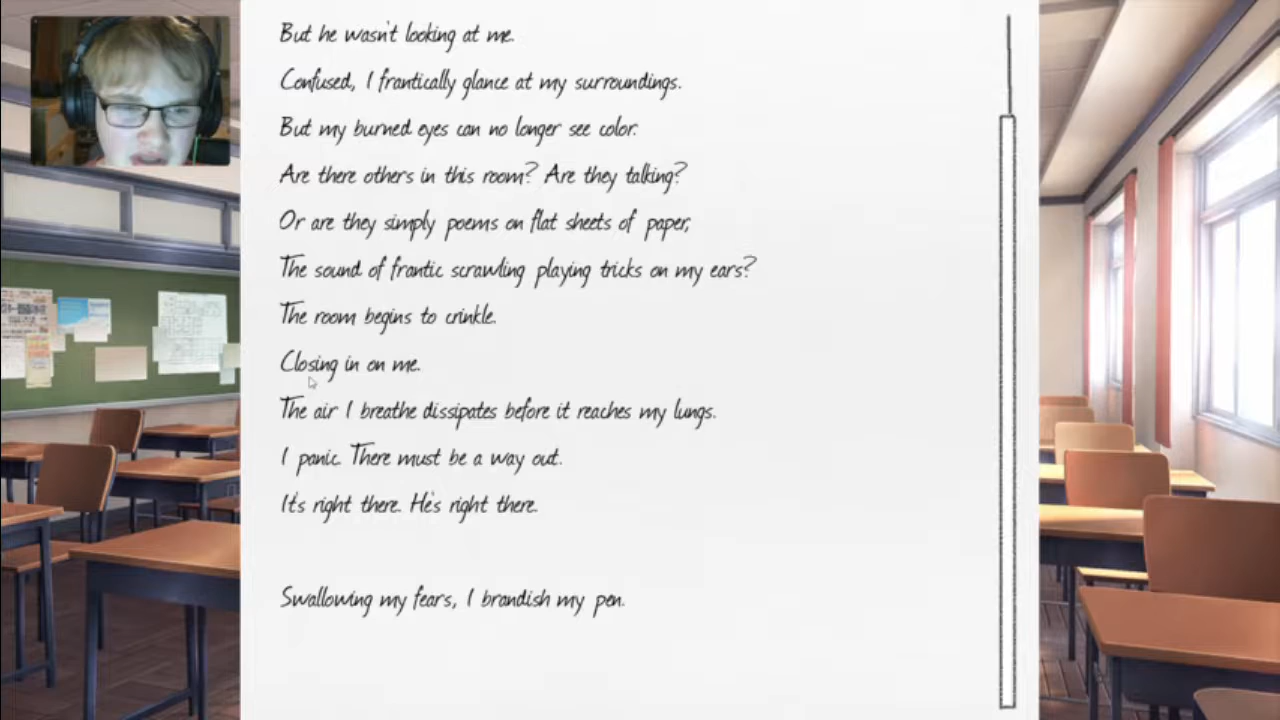 But he wasn't looking at me.
Confused, I frantically glance at my surroundings.
But my burned eyes can no longer see color.
Are there others in this room? Are they talking?
Or are they simply poems on flat sheets of paper,
The sound of frantic scrawling playing tricks on my ears?
The room begins to crinkle.
Closing in on me.
The air I breathe dissipates before it reaches my lungs.
I panic. There must be a way out.
It's right there. He's right there.
Swallowing my fears, I brandish my pen.